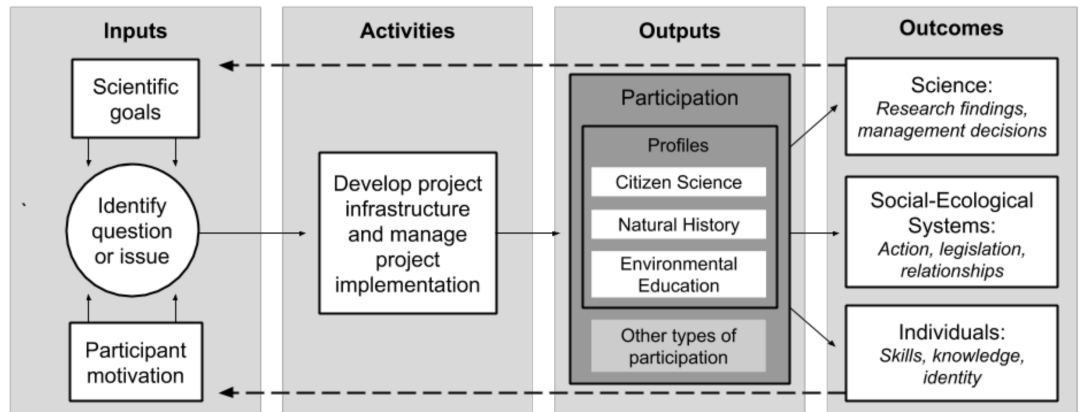 Inputs
Scientific
goals
Identify
question
or issue
Participant
motivation
Activities
Develop project
infrastructure
and manage
project
implementation
Outputs
Participation
Profiles
Citizen Science
Natural History
Environmental
Education
Other types of
participation
Outcomes
Science:
Research findings,
management decisions
Social-Ecological
Systems:
Action, legislation,
relationships
Individuals:
Skills, knowledge,
identity